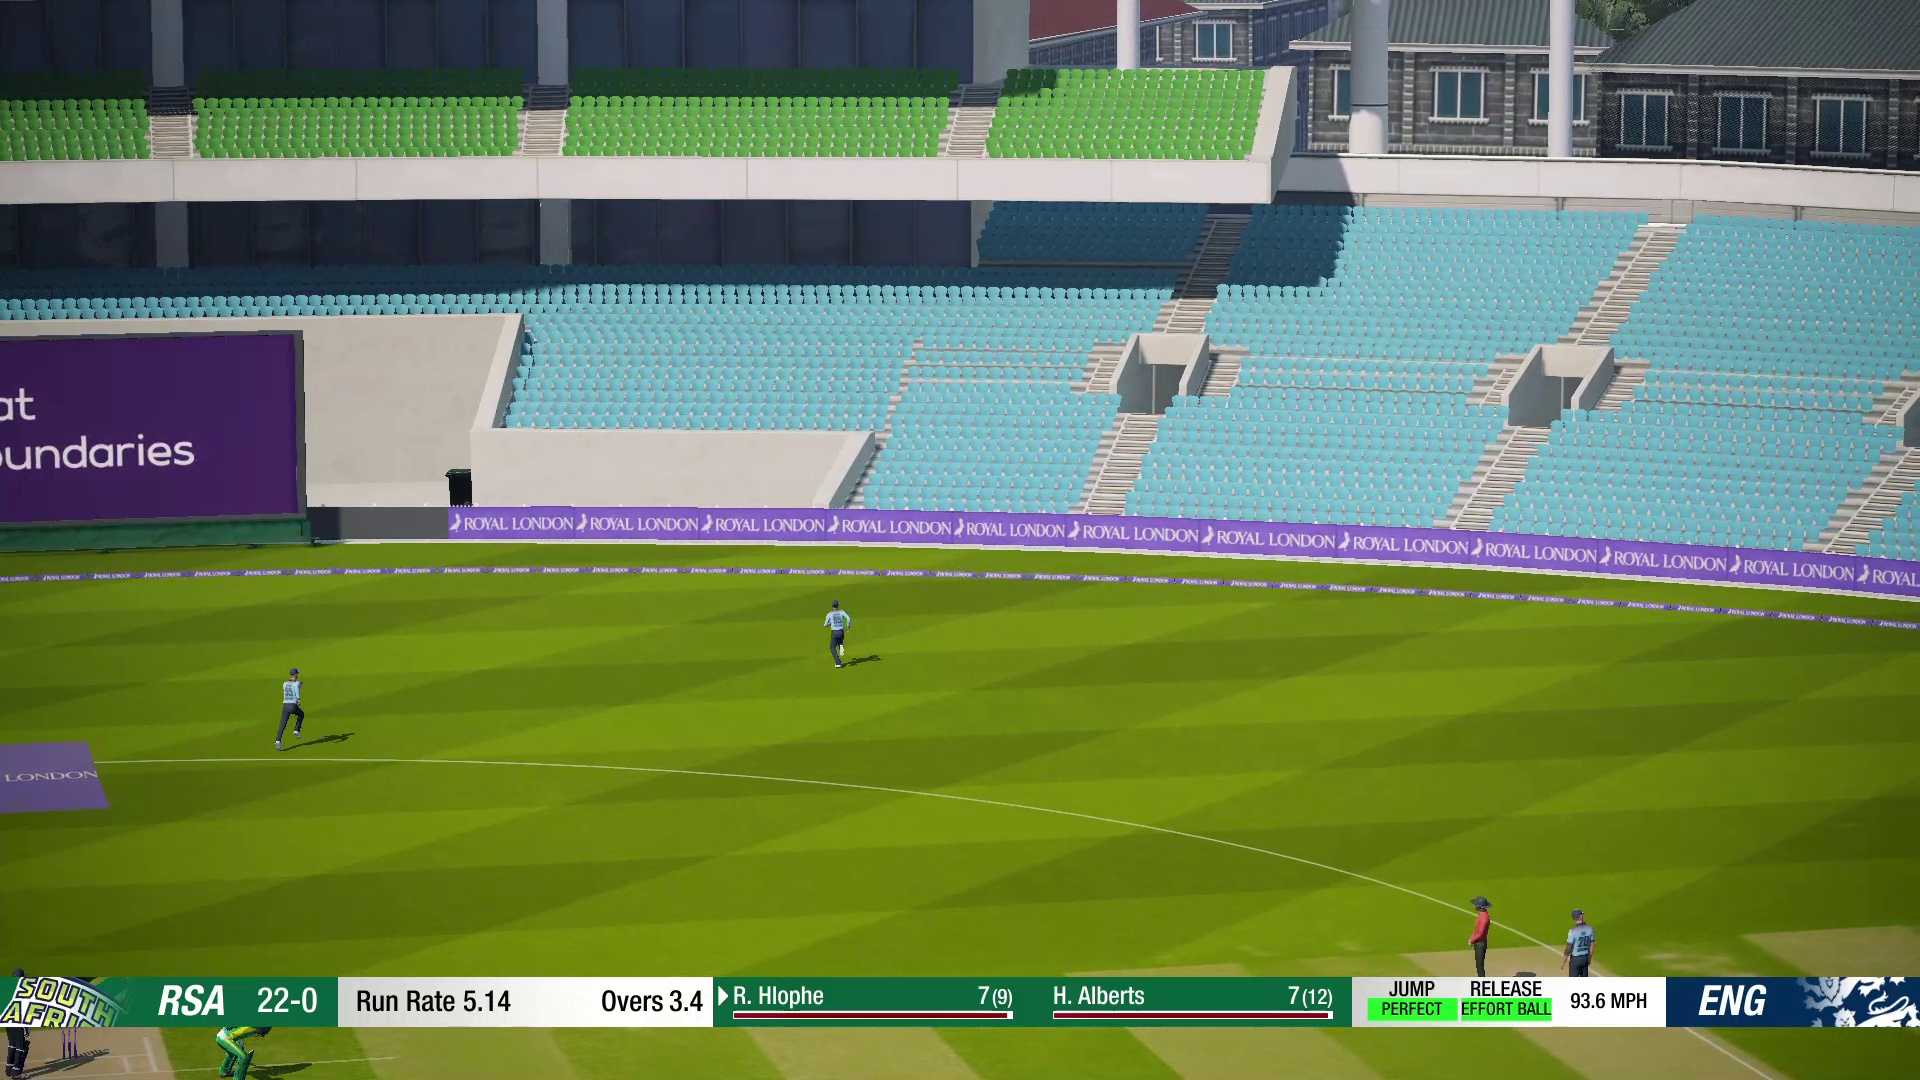 at
oundaries
ROYAL LONDON ROYAL LONDON ROYAL LONDON ROYAL LONDON ROYAL LONDON ROYAL LONDON ROYAL LONDON ROYAL LONDON ROYAL LONDON ROYAL LONDON ROYAL LONDON ROYAL
LONDON
20
SOUTH
AFRI
RSA 22-0
Run Rate 5.14 Overs 3.4
R. Hlophe 7 (9) H. Alberts 7 (12)
JUMP RELEASE
PERFECT EFFORT BALL
93.6 MPH
ENG